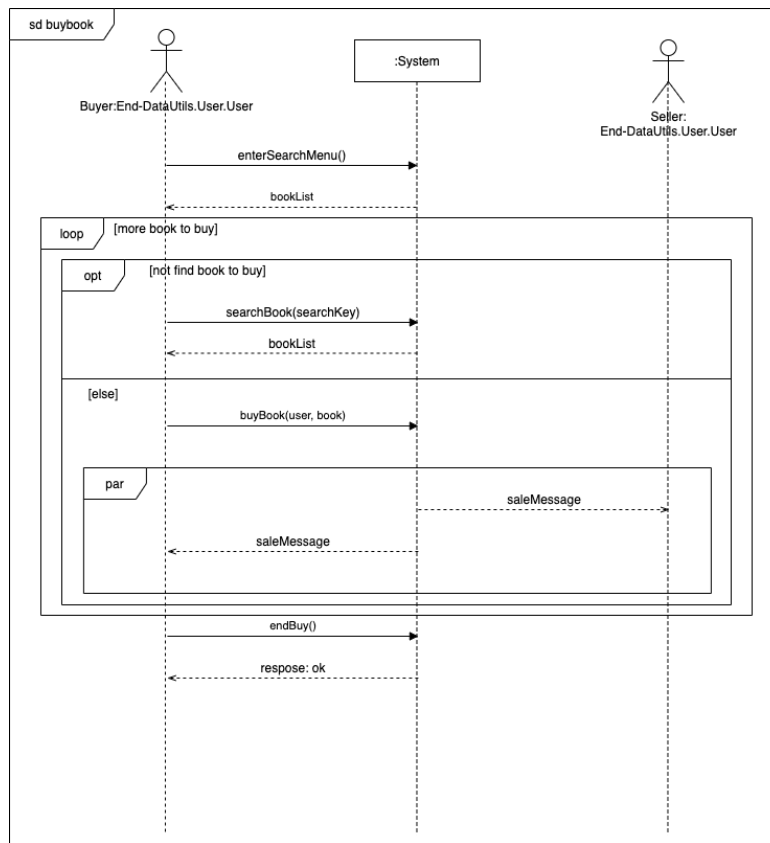 sd buybook
:System
Buyer:End-DataUtils.User.User
Seller:
End-DataUtils.User.User
enterSearchMenu()
bookList
loop
[more book to buy]
opt
[not find book to buy]
searchBook(searchKey)
bookList
[else]
buyBook(user, book)
par
saleMessage
saleMessage
endBuy()
respose: ok